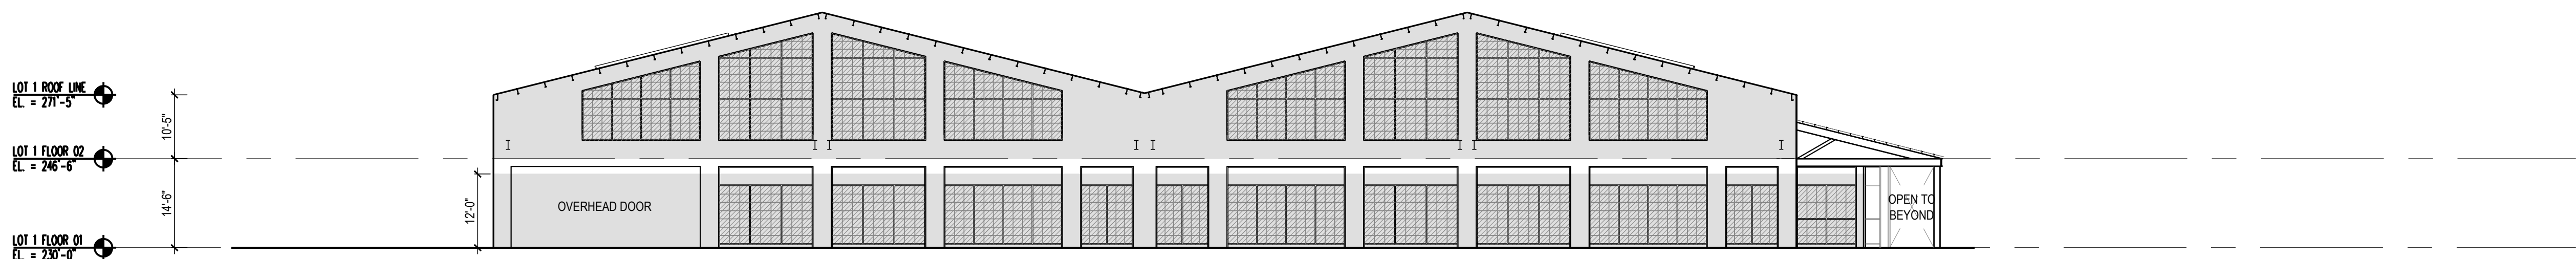 LOT 1 ROOF LINE
EL. = 271'-5"
10'-5"
LOT 1 FLOOR 02
EL. = 246'-6"
14'-6"
12'-0"
OVERHEAD DOOR
OPEN TO
BEYOND
LOT 1 FLOOR 01
EL. = 230'-0"